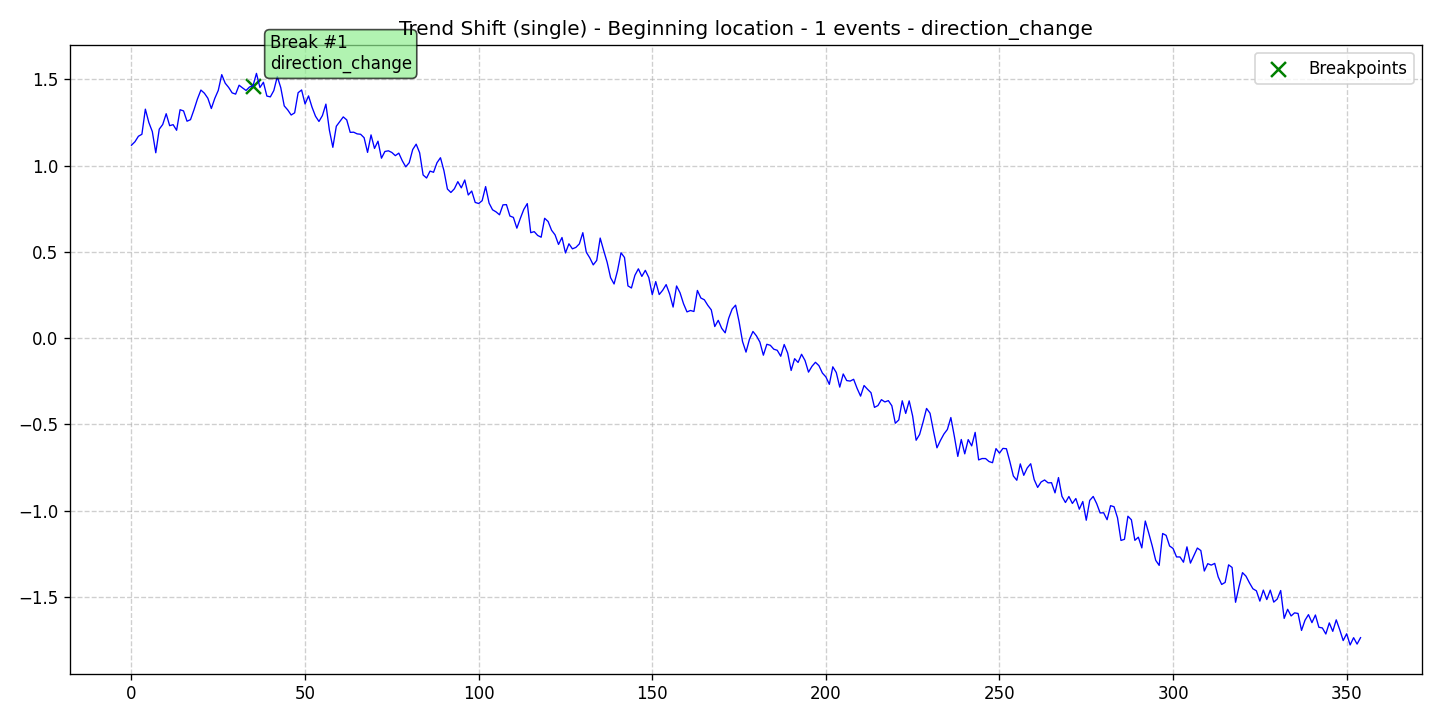 Trend Shift (single) - Beginning location - 1 events - direction_change
Break #1
direction_change
Breakpoints
1.5
1.0
0.5
0.0
−0.5
−1.0
−1.5
0 50 100 150 200 250 300 350